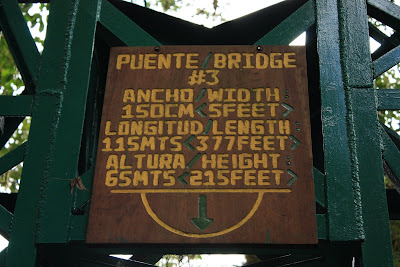 PUENTE/BRIDGE
#3
ANCHO/WIDTH:
150CM<5FEET>
LONGITUD/LENGTH:
115MTS<377FEET>
ALTURA/HEIGHT:
65MTS<215FEET>